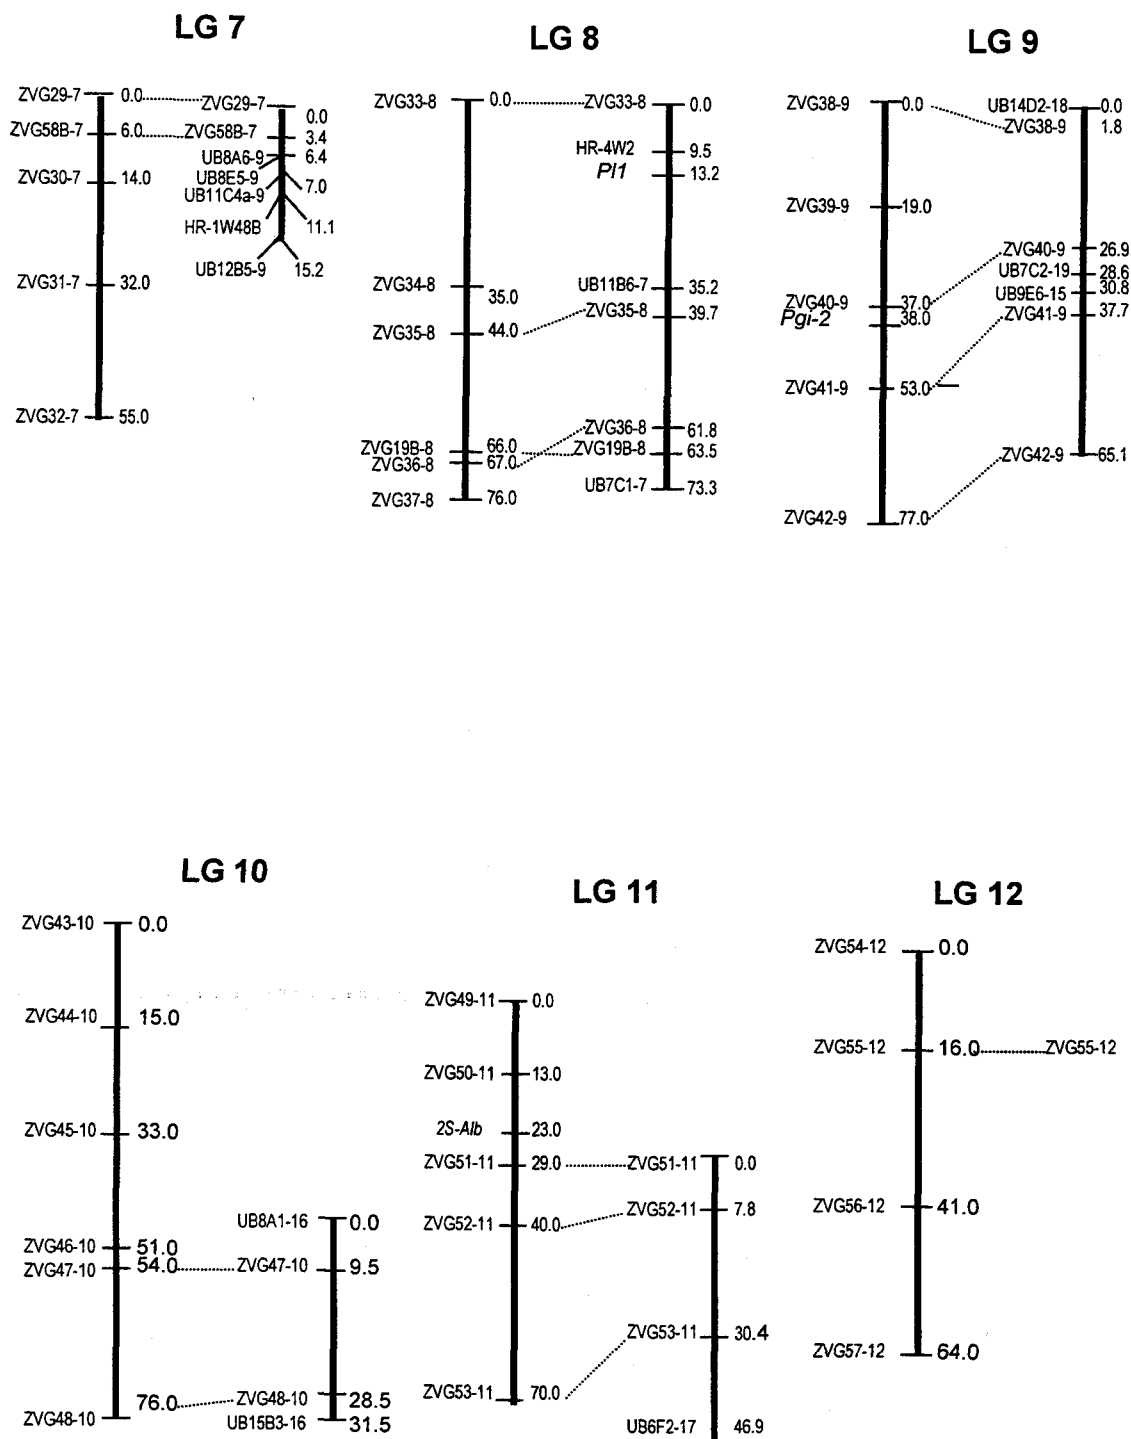 LG 7
ZVG29-7 0.0 ZVG29-7 0.0
ZVG58B-7 6.0 ZVG58B-7 3.4
UB8A6-9 6.4
ZVG30-7 14.0 UB8E5-9 7.0
UB11C4a-9
HR-1W48B 11.1
UB12B5-9 15.2
ZVG31-7 32.0
ZVG32-7 55.0
LG 8
ZVG33-8 0.0 ZVG33-8 0.0
HR-4W2 9.5
Pl1 13.2
ZVG34-8 35.0 UB11B6-7 35.2
ZVG35-8 44.0 ZVG35-8 39.7
ZVG36-8 61.8
ZVG19B-8 66.0 ZVG19B-8 63.5
ZVG36-8 67.0
ZVG37-8 76.0 UB7C1-7 73.3
LG 9
ZVG38-9 0.0 UB14D2-18 0.0
ZVG38-9 1.8
ZVG39-9 19.0
ZVG40-9 26.9
UB7C2-19 28.6
ZVG40-9 37.0 UB9E6-15 30.8
Pgi-2 38.0 ZVG41-9 37.7
ZVG41-9 53.0
ZVG42-9 65.1
ZVG42-9 77.0
LG 10
ZVG43-10 0.0
ZVG44-10 15.0
ZVG45-10 33.0
UB8A1-16 0.0
ZVG46-10 51.0
ZVG47-10 54.0 ZVG47-10 9.5
ZVG48-10 76.0 ZVG48-10 28.5
UB15B3-16 31.5
LG 11
ZVG49-11 0.0
ZVG50-11 13.0
2S-Alb 23.0
ZVG51-11 29.0 ZVG51-11 0.0
ZVG52-11 40.0 ZVG52-11 7.8
ZVG53-11 30.4
ZVG53-11 70.0
UB6F2-17 46.9
LG 12
ZVG54-12 0.0
ZVG55-12 16.0 ZVG55-12
ZVG56-12 41.0
ZVG57-12 64.0